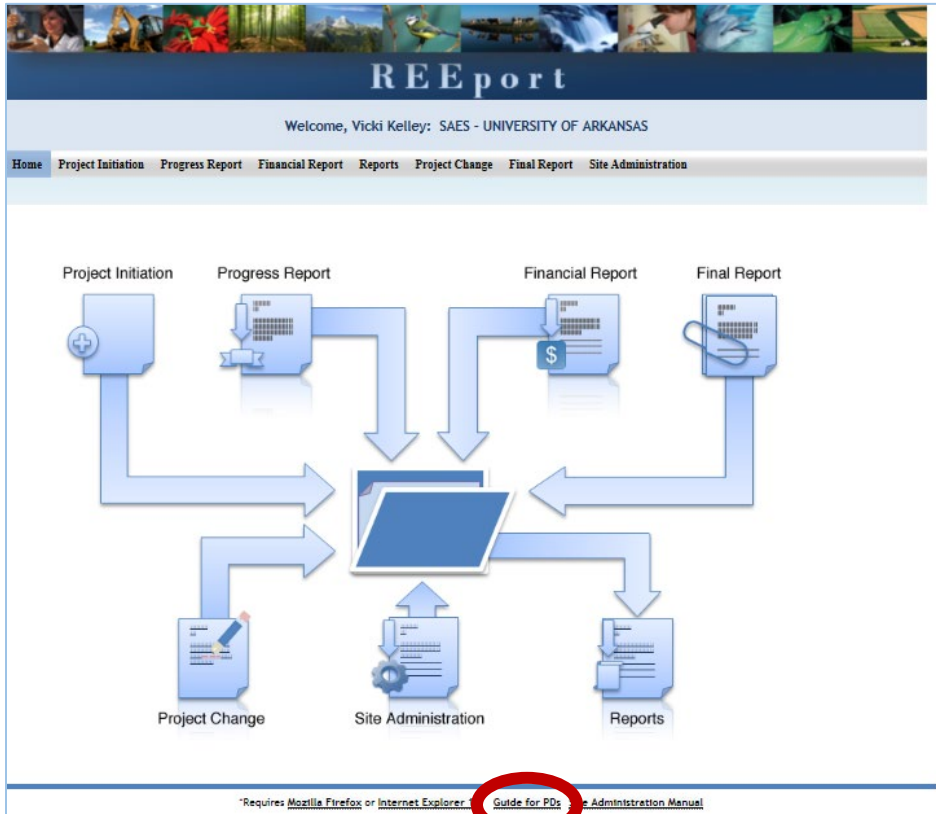 REEport
Welcome, Vicki Kelley: SAES - UNIVERSITY OF ARKANSAS
Home Project Initiation Progress Report Financial Report Reports Project Change Final Report Site Administration
Project Initiation Progress Report Financial Report Final Report
$
Project Change Site Administration Reports
*Requires Mozilla Firefox or Internet Explorer Guide for PDs Administration Manual